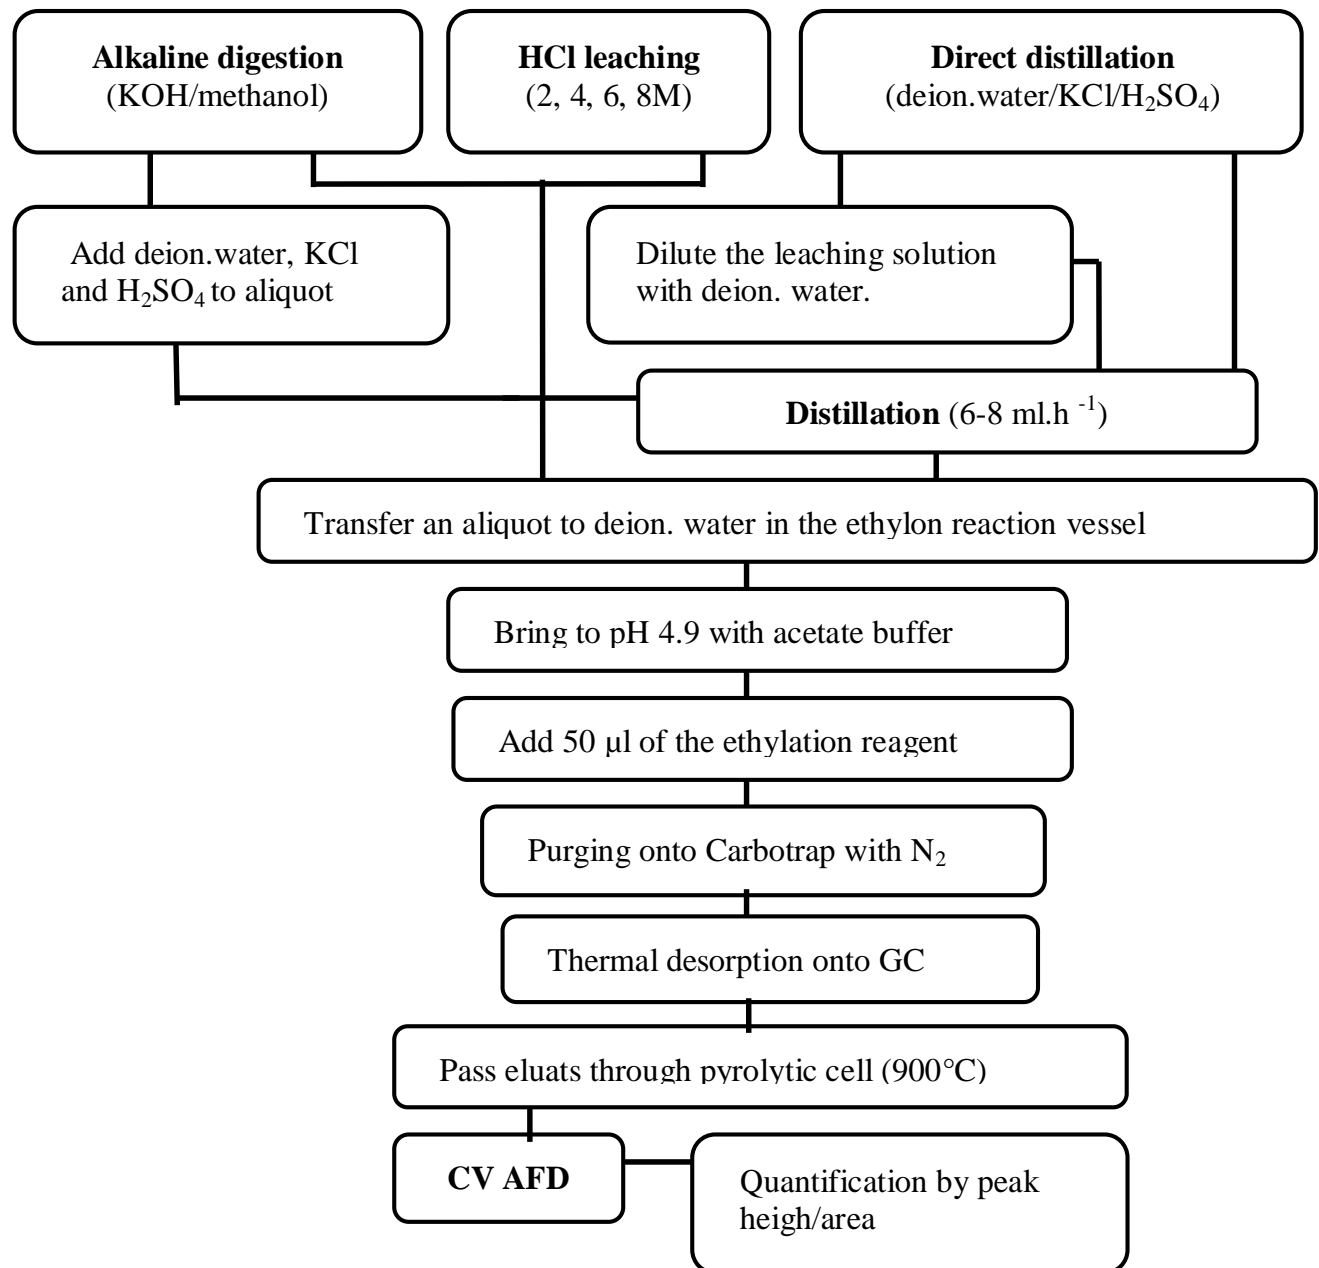 Alkaline digestion
(KOH/methanol)
HCl leaching
(2, 4, 6, 8M)
Direct distillation
(deion.water/KCl/H₂SO₄)
Add deion.water, KCl
and H₂SO₄ to aliquot
Dilute the leaching solution
with deion. water.
Distillation (6-8 ml.h ⁻¹)
Transfer an aliquot to deion. water in the ethylon reaction vessel
Bring to pH 4.9 with acetate buffer
Add 50 µl of the ethylation reagent
Purging onto Carbotrap with N₂
Thermal desorption onto GC
Pass eluats through pyrolytic cell (900°C)
CV AFD
Quantification by peak
heigh/area